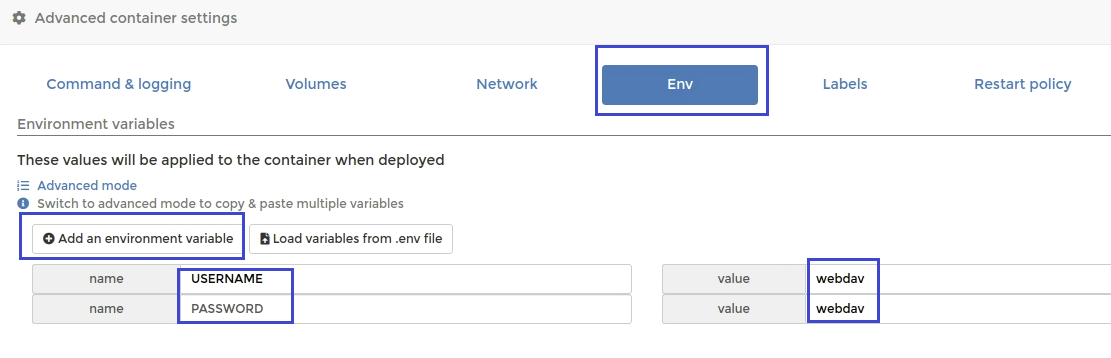 Advanced container settings
Command & logging Volumes Network Env Labels Restart policy
Environment variables
These values will be applied to the container when deployed
Advanced mode
Switch to advanced mode to copy & paste multiple variables
Add an environment variable Load variables from .env file
name USERNAME value webdav
name PASSWORD value webdav